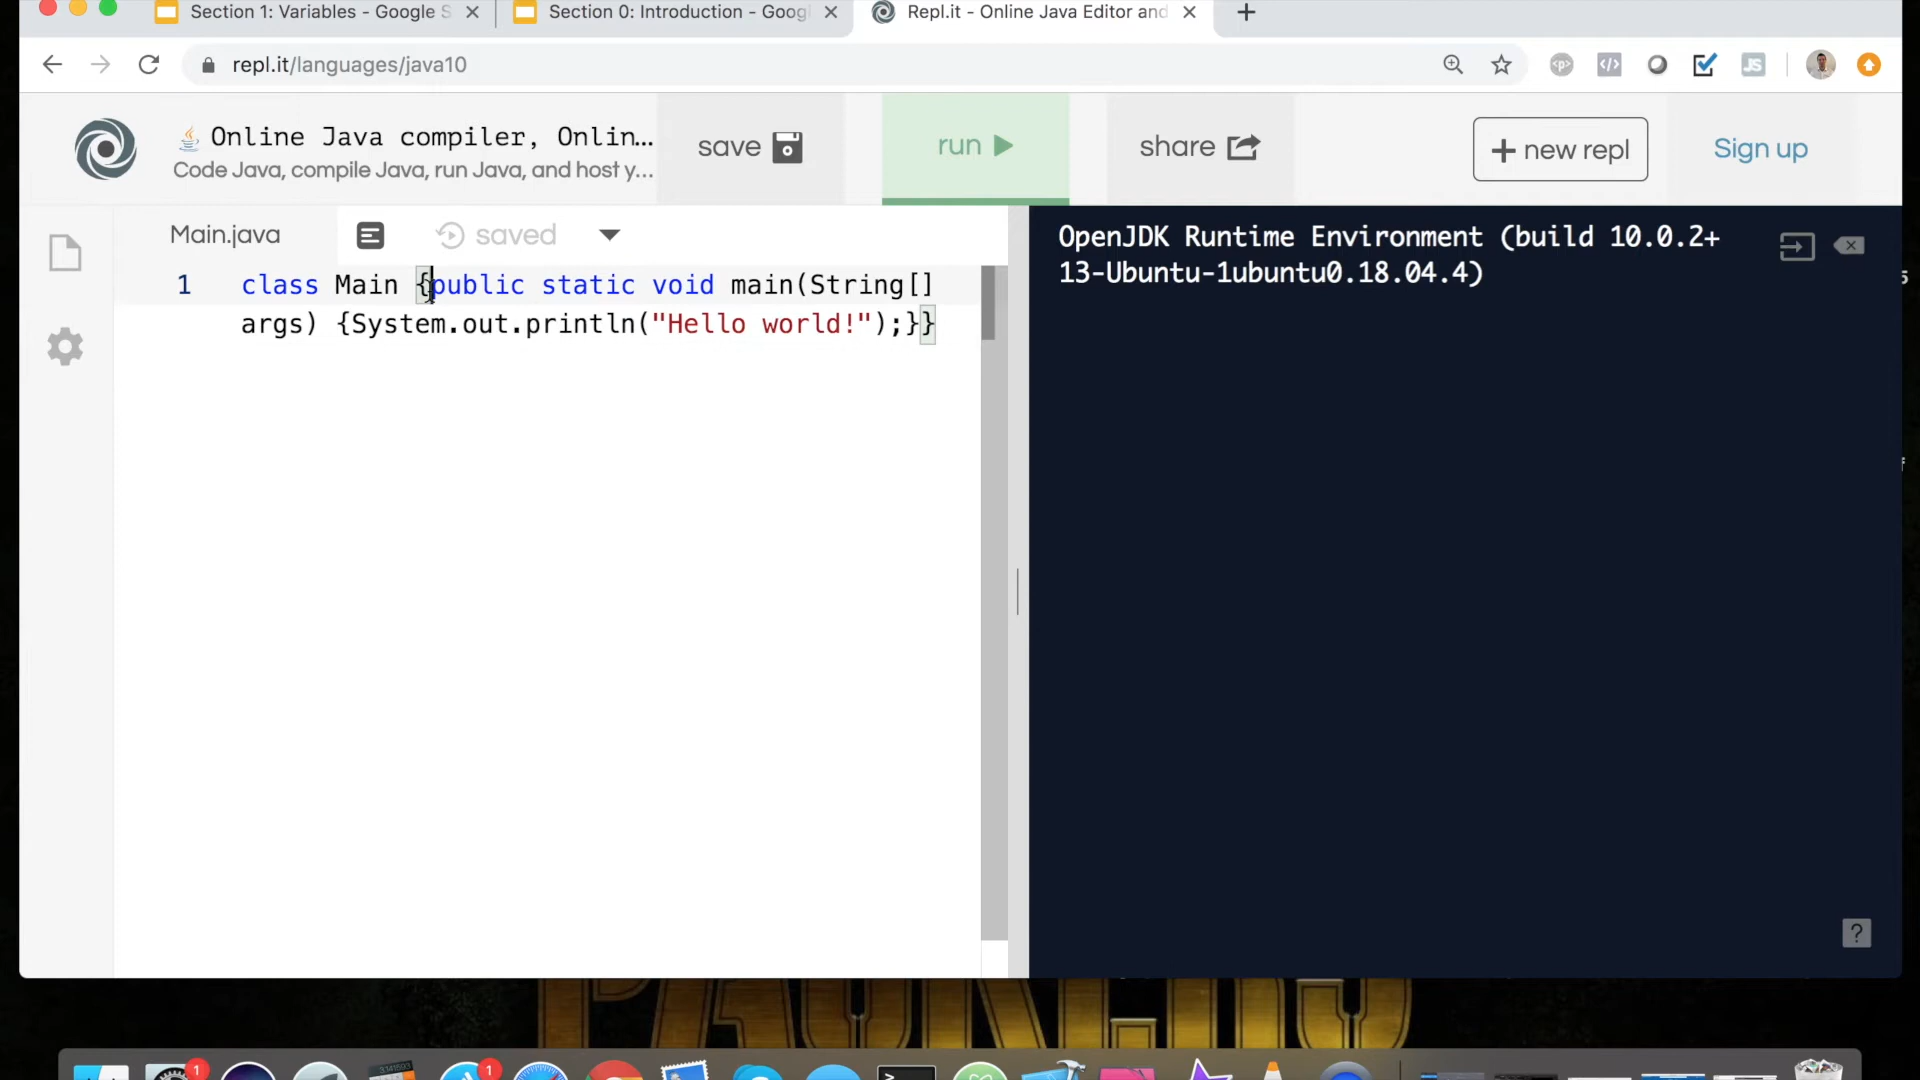 Section 1: Variables - Google S
Section 0: Introduction - Goog
Repl.it - Online Java Editor and
repl.it/languages/java10
<p>
</>
JS
Online Java compiler, Onlin...
Code Java, compile Java, run Java, and host y...
save
run
share
+ new repl
Sign up
Main.java
saved
1 class Main {public static void main(String[]
args) {System.out.println("Hello world!");}}
OpenJDK Runtime Environment (build 10.0.2+
13-Ubuntu-1ubuntu0.18.04.4)
?
1
1